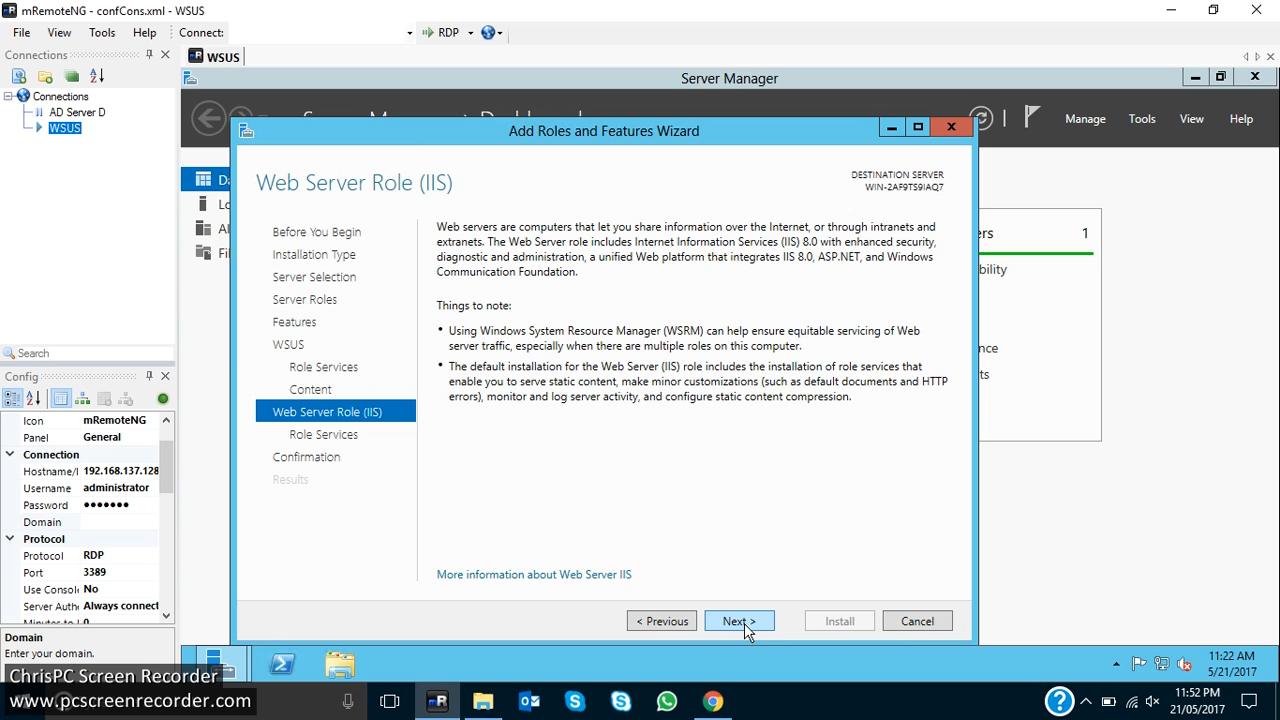 mRemoteNG - confCons.xml - WSUS
File View Tools Help Connect: RDP
Connections
WSUS
Server Manager
Connections
AD Server D
WSUS
Manage Tools View Help
Add Roles and Features Wizard
Web Server Role (IIS)
DESTINATION SERVER
WIN-2AF9TS9IAQ7
Before You Begin
Installation Type
Server Selection
Server Roles
Features
WSUS
Role Services
Content
Web Server Role (IIS)
Role Services
Confirmation
Results
Web servers are computers that let you share information over the Internet, or through intranets and
extranets. The Web Server role includes Internet Information Services (IIS) 8.0 with enhanced security,
diagnostic and administration, a unified Web platform that integrates IIS 8.0, ASP.NET, and Windows
Communication Foundation.
Things to note:
• Using Windows System Resource Manager (WSRM) can help ensure equitable servicing of Web
server traffic, especially when there are multiple roles on this computer.
• The default installation for the Web Server (IIS) role includes the installation of role services that
enable you to serve static content, make minor customizations (such as default documents and HTTP
errors), monitor and log server activity, and configure static content compression.
More information about Web Server IIS
< Previous Next > Install Cancel
1
Search
Config
Icon mRemoteNG
Panel General
Connection
Hostname/I 192.168.137.128
Username administrator
Password ●●●●●●●
Domain
Protocol
Protocol RDP
Port 3389
Use Consol No
Server Auth Always connect
Domain
Enter your domain.
11:22 AM
5/21/2017
ChrisPC Screen Recorder
www.pcscreenrecorder.com
11:52 PM
21/05/2017